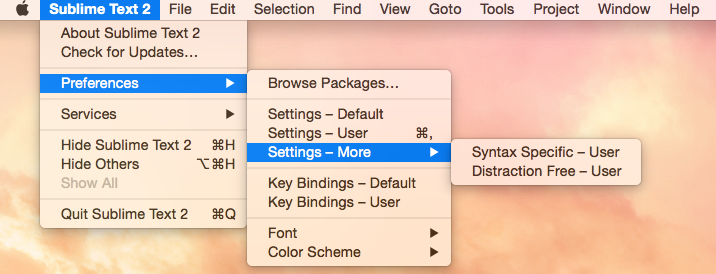 Sublime Text 2 File Edit Selection Find View Goto Tools Project Window Help
About Sublime Text 2
Check for Updates...
Preferences ▶
Services ▶
Hide Sublime Text 2 ⌘H
Hide Others ⌥⌘H
Show All
Quit Sublime Text 2 ⌘Q
Browse Packages...
Settings – Default
Settings – User ⌘,
Settings – More ▶
Key Bindings – Default
Key Bindings – User
Font ▶
Color Scheme ▶
Syntax Specific – User
Distraction Free – User